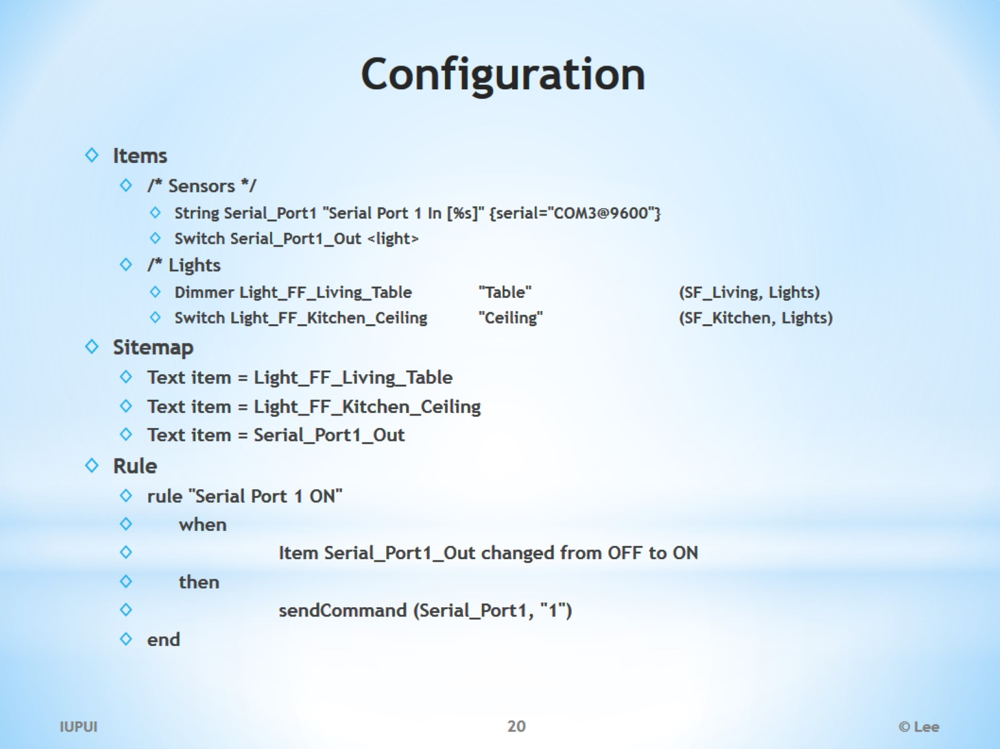 Configuration
Items
/* Sensors */
String Serial_Port1 "Serial Port 1 In [%s]" {serial="COM3@9600"}
Switch Serial_Port1_Out <light>
/* Lights
Dimmer Light_FF_Living_Table "Table" (SF_Living, Lights)
Switch Light_FF_Kitchen_Ceiling "Ceiling" (SF_Kitchen, Lights)
Sitemap
Text item = Light_FF_Living_Table
Text item = Light_FF_Kitchen_Ceiling
Text item = Serial_Port1_Out
Rule
rule "Serial Port 1 ON"
when
Item Serial_Port1_Out changed from OFF to ON
then
sendCommand (Serial_Port1, "1")
end
IUPUI 20 © Lee